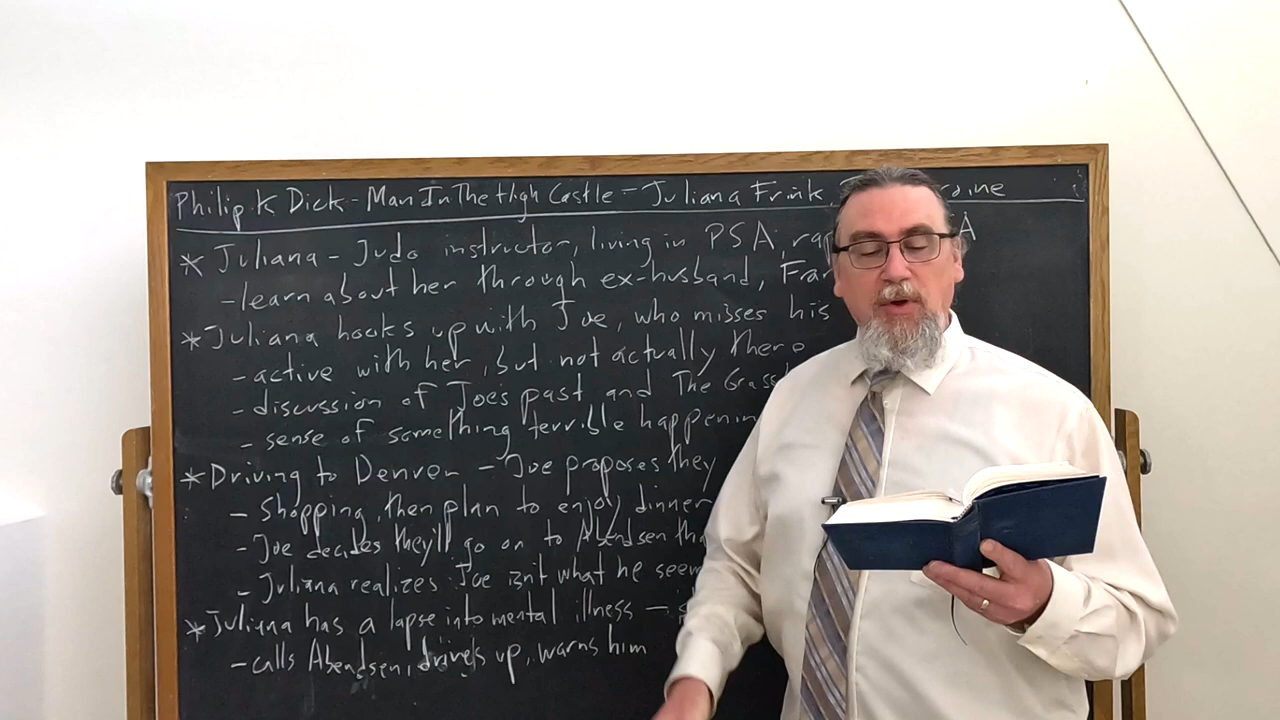 Philip K Dick - Man In The High Castle - Juliana Frink,
* Juliana - Judo instructor, living in PSA,
- learn about her through ex-husband,
* Juliana hooks up with Joe, who misses his
- active with her, but not actually there
- discussion of Joe's past and The
- sense of something terrible
* Driving to Denver - Joe proposes they
- Shopping, then plan to enjoy dinner
- Joe decides they'll go on to Abendsen
- Juliana realizes Joe isn't what he
* Juliana has a lapse into mental illness -
- calls Abendsen, drives up, warns him